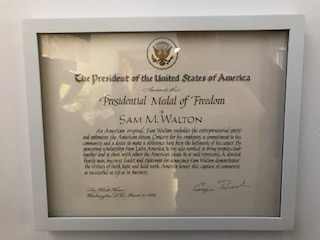 The President of the United States of America
Awards this
Presidential Medal of Freedom
to
SAM M. WALTON
An American original, Sam Walton embodies the entrepreneurial spirit
and epitomizes the American dream. Concern for his employees, a commitment to his
community, and a desire to make a difference have been the hallmarks of his career. By
sponsoring scholarships from Latin America, he has also worked to bring peoples closer
together and to share with others the American ideals he so well represents. A devoted
family man, business leader, and statesman for democracy, Sam Walton demonstrates
the virtues of faith, hope, and hard work. America honors this captain of commerce,
as successful in life as in business.
The White House
Washington, D.C., March